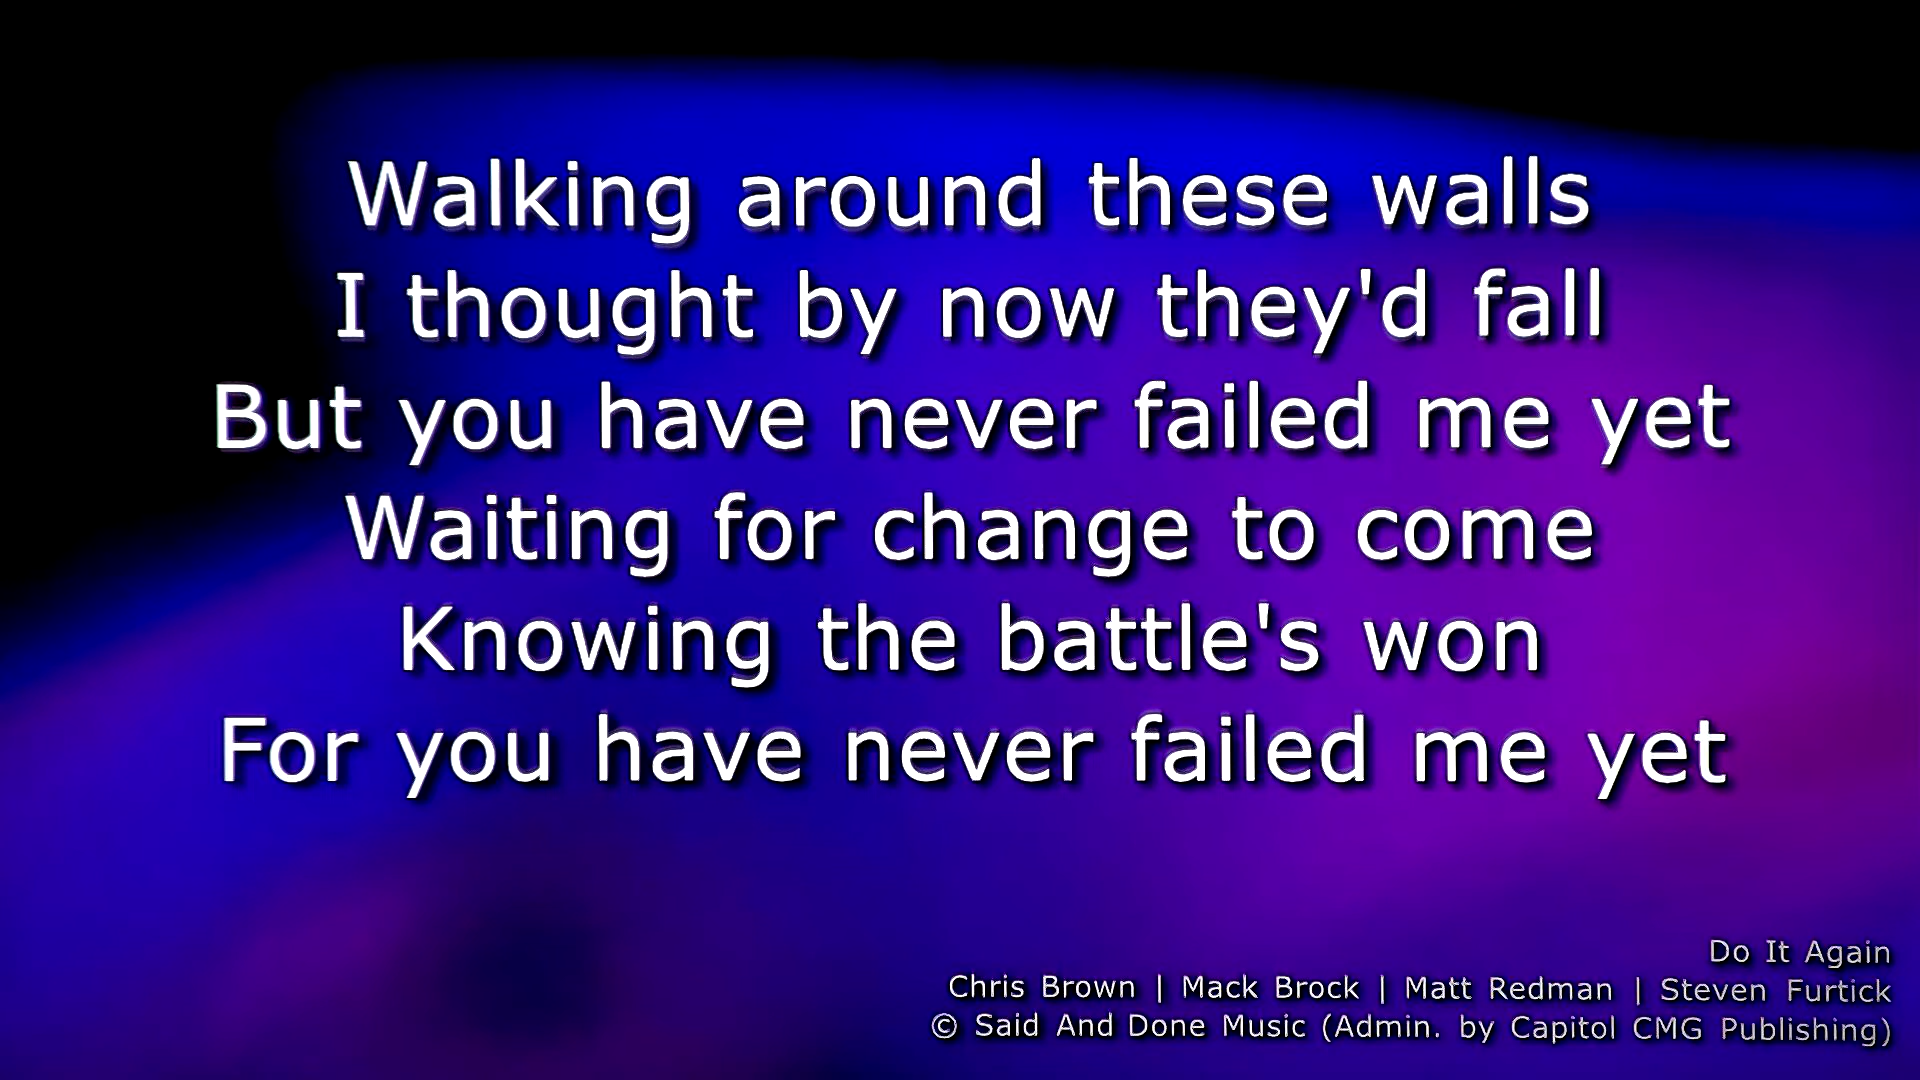 Walking around these walls
I thought by now they'd fall
But you have never failed me yet
Waiting for change to come
Knowing the battle's won
For you have never failed me yet
Do It Again
Chris Brown | Mack Brock | Matt Redman | Steven Furtick
© Said And Done Music (Admin. by Capitol CMG Publishing)